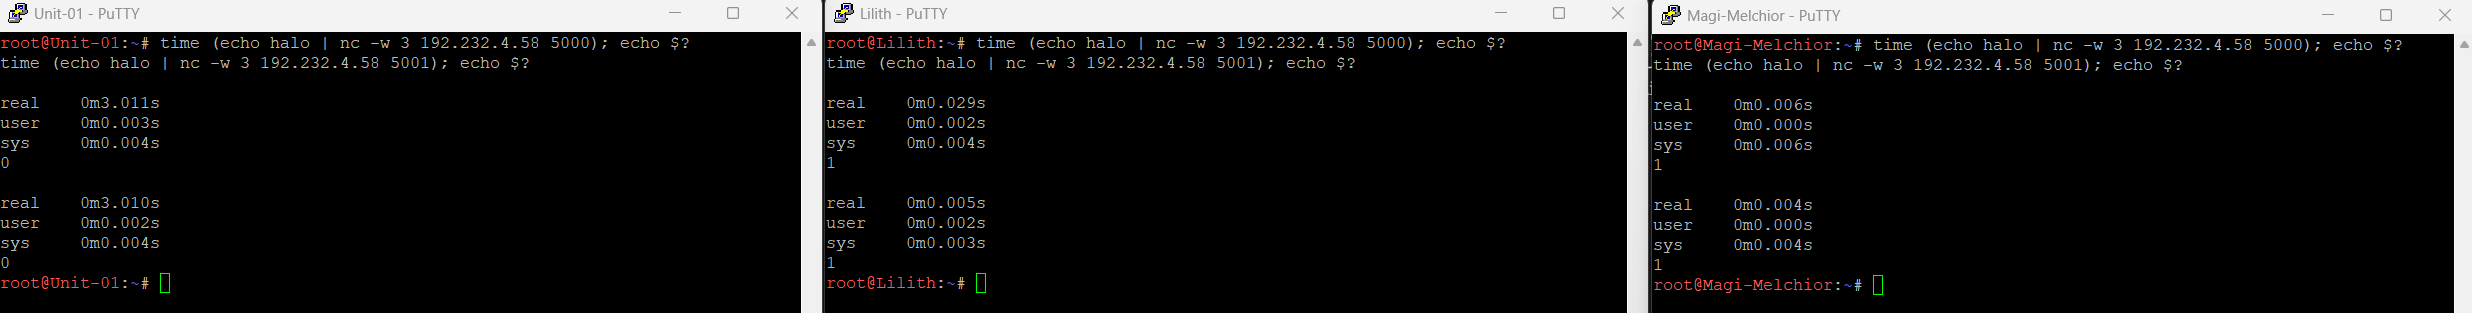 Unit-01 - PuTTY
root@Unit-01:~# time (echo halo | nc -w 3 192.232.4.58 5000); echo $?
time (echo halo | nc -w 3 192.232.4.58 5001); echo $?
real    0m3.011s
user    0m0.003s
sys     0m0.004s
0
real    0m3.010s
user    0m0.002s
sys     0m0.004s
0
root@Unit-01:~#
Lilith - PuTTY
root@Lilith:~# time (echo halo | nc -w 3 192.232.4.58 5000); echo $?
time (echo halo | nc -w 3 192.232.4.58 5001); echo $?
real    0m0.029s
user    0m0.002s
sys     0m0.004s
1
real    0m0.005s
user    0m0.002s
sys     0m0.003s
1
root@Lilith:~#
Magi-Melchior - PuTTY
root@Magi-Melchior:~# time (echo halo | nc -w 3 192.232.4.58 5000); echo $?
time (echo halo | nc -w 3 192.232.4.58 5001); echo $?
real    0m0.006s
user    0m0.000s
sys     0m0.006s
1
real    0m0.004s
user    0m0.000s
sys     0m0.004s
1
root@Magi-Melchior:~#